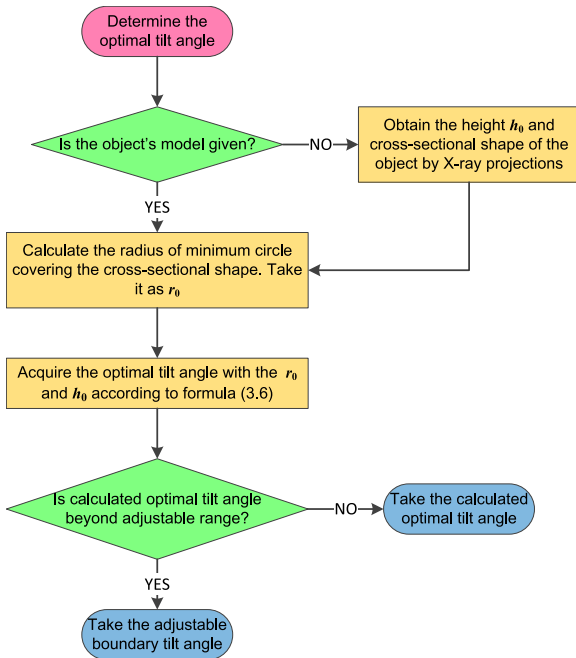 Determine the
optimal tilt angle
Is the object's model given?
NO
Obtain the height h₀ and
cross-sectional shape of the
object by X-ray projections
YES
Calculate the radius of minimum circle
covering the cross-sectional shape. Take
it as r₀
Acquire the optimal tilt angle with the r₀
and h₀ according to formula (3.6)
Is calculated optimal tilt angle
beyond adjustable range?
NO
Take the calculated
optimal tilt angle
YES
Take the adjustable
boundary tilt angle